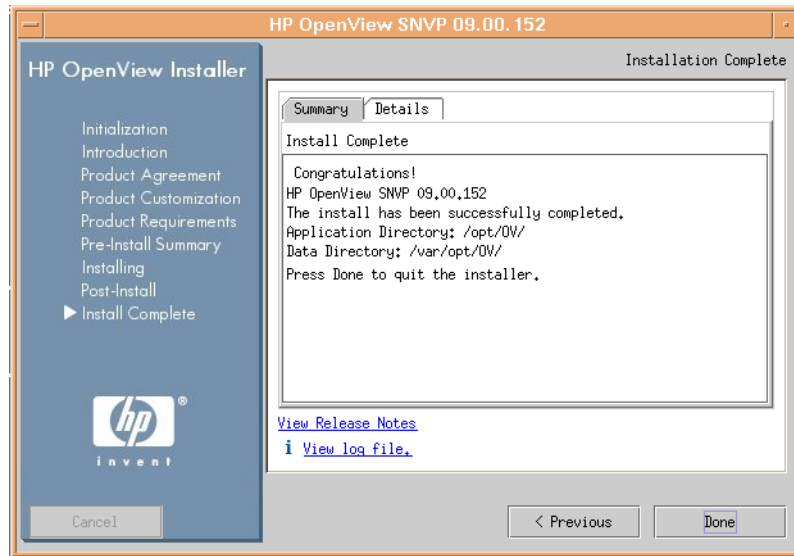 HP OpenView SNVP 09.00.152
HP OpenView Installer
Installation Complete
Initialization
Introduction
Product Agreement
Product Customization
Product Requirements
Pre-Install Summary
Installing
Post-Install
Install Complete
Summary Details
Install Complete
Congratulations!
HP OpenView SNVP 09.00.152
The install has been successfully completed.
Application Directory: /opt/OV/
Data Directory: /var/opt/OV/
Press Done to quit the installer.
hp ®
invent
View Release Notes
i View log file.
Cancel
< Previous
Done